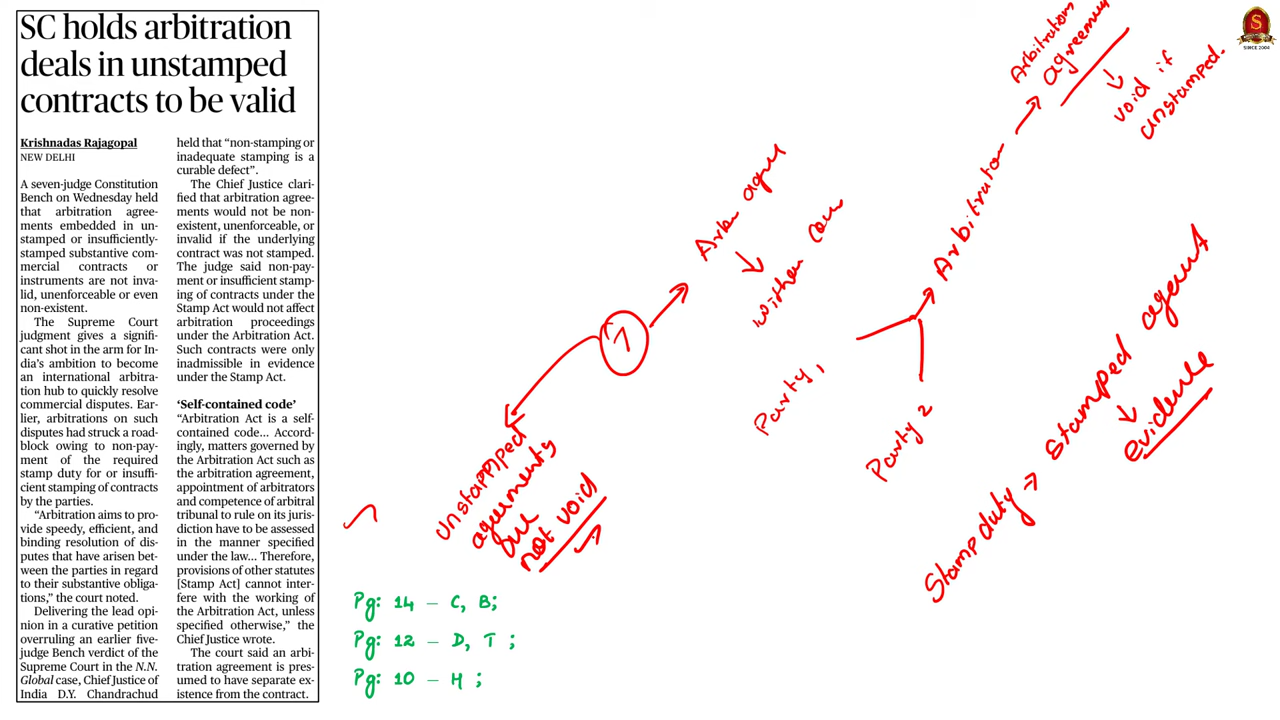 SC holds arbitration
deals in unstamped
contracts to be valid
Krishnadas Rajagopal
NEW DELHI
A seven-judge Constitution
Bench on Wednesday held
that arbitration agree-
ments embedded in un-
stamped or insufficiently-
stamped substantive com-
mercial contracts or
instruments are not inva-
lid, unenforceable or even
non-existent.
The Supreme Court
judgment gives a signifi-
cant shot in the arm for In-
dia's ambition to become
an international arbitra-
tion hub to quickly resolve
commercial disputes. Ear-
lier, arbitrations on such
disputes had struck a road-
block owing to non-pay-
ment of the required
stamp duty for or insuffi-
cient stamping of contracts
by the parties.
"Arbitration aims to pro-
vide speedy, efficient, and
binding resolution of dis-
putes that have arisen bet-
ween the parties in regard
to their substantive obliga-
tions," the court noted.
Delivering the lead opi-
nion in a curative petition
overruling an earlier five-
judge Bench verdict of the
Supreme Court in the N.N.
Global case, Chief Justice of
India D.Y. Chandrachud
held that "non-stamping or
inadequate stamping is a
curable defect".
The Chief Justice clari-
fied that arbitration agree-
ments would not be non-
existent, unenforceable, or
invalid if the underlying
contract was not stamped.
The judge said non-pay-
ment or insufficient stamp-
ing of contracts under the
Stamp Act would not affect
arbitration proceedings
under the Arbitration Act.
Such contracts were only
inadmissible in evidence
under the Stamp Act.
'Self-contained code'
"Arbitration Act is a self-
contained code... Accord-
ingly, matters governed by
the Arbitration Act such as
the arbitration agreement,
appointment of arbitrators
and competence of arbitral
tribunal to rule on its juris-
diction have to be assessed
in the manner specified
under the law... Therefore,
provisions of other statutes
[Stamp Act] cannot inter-
fere with the working of
the Arbitration Act, unless
specified otherwise," the
Chief Justice wrote.
The court said an arbi-
tration agreement is pres-
umed to have separate ex-
istence from the contract.
7
agreements
are
not void
Party,
Party 2
Arbitrator
Arbitration
agreement
void if
unstamped.
Stamp duty → Stamped
evidence
Pg: 14 – C, B;
Pg: 12 – D, T ;
Pg: 10 – H ;
S
SINCE 2004